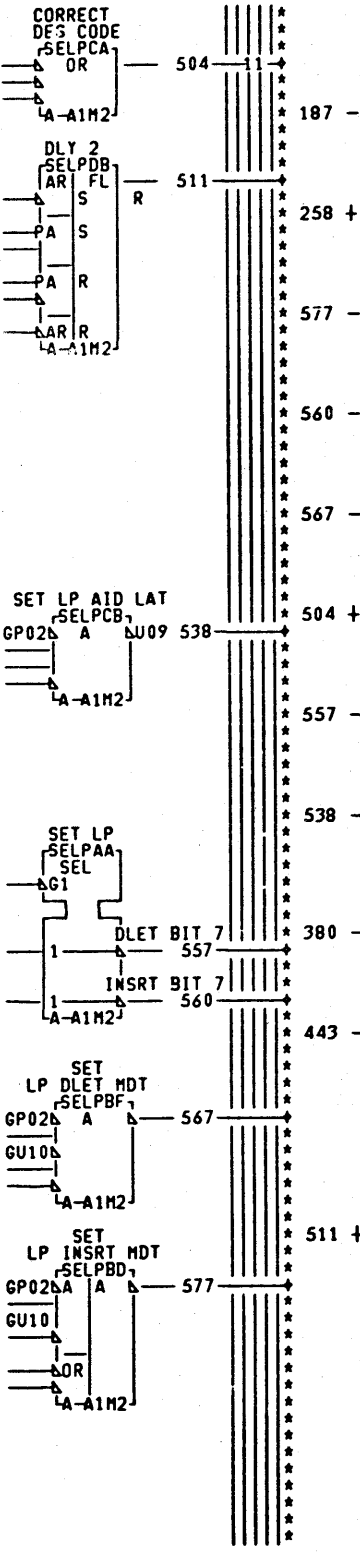 CORRECT
DES CODE
SELPCA
OR 504 11
A-A1M2
187 -
DLY 2
SELPDB
AR FL 511
S R
258 +
PA S
PA R
577 -
AR R
A-A1M2
560 -
567 -
SET LP AID LAT
SELPCB
504 +
GP02 A U09 538
A-A1M2
557 -
538 -
SET LP
SELPAA
SEL
G1
DLET BIT 7
380 -
1 557
INSRT BIT 7
1 560
A-A1M2
443 -
SET
LP DLET MDT
SELPBF
GP02 A 567
GU10
A-A1M2
SET
511 +
LP INSRT MDT
SELPBD
GP02 A A 577
GU10
OR
A-A1M2